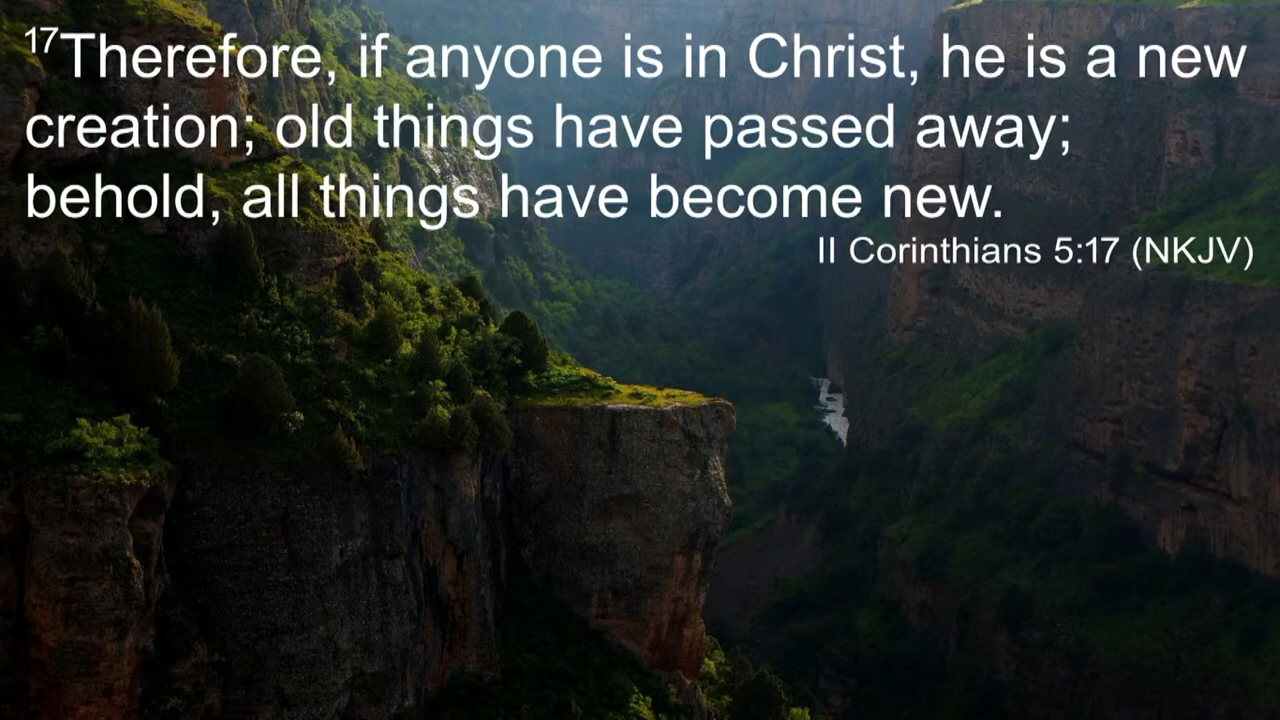 17Therefore, if anyone is in Christ, he is a new
creation; old things have passed away;
behold, all things have become new.
II Corinthians 5:17 (NKJV)